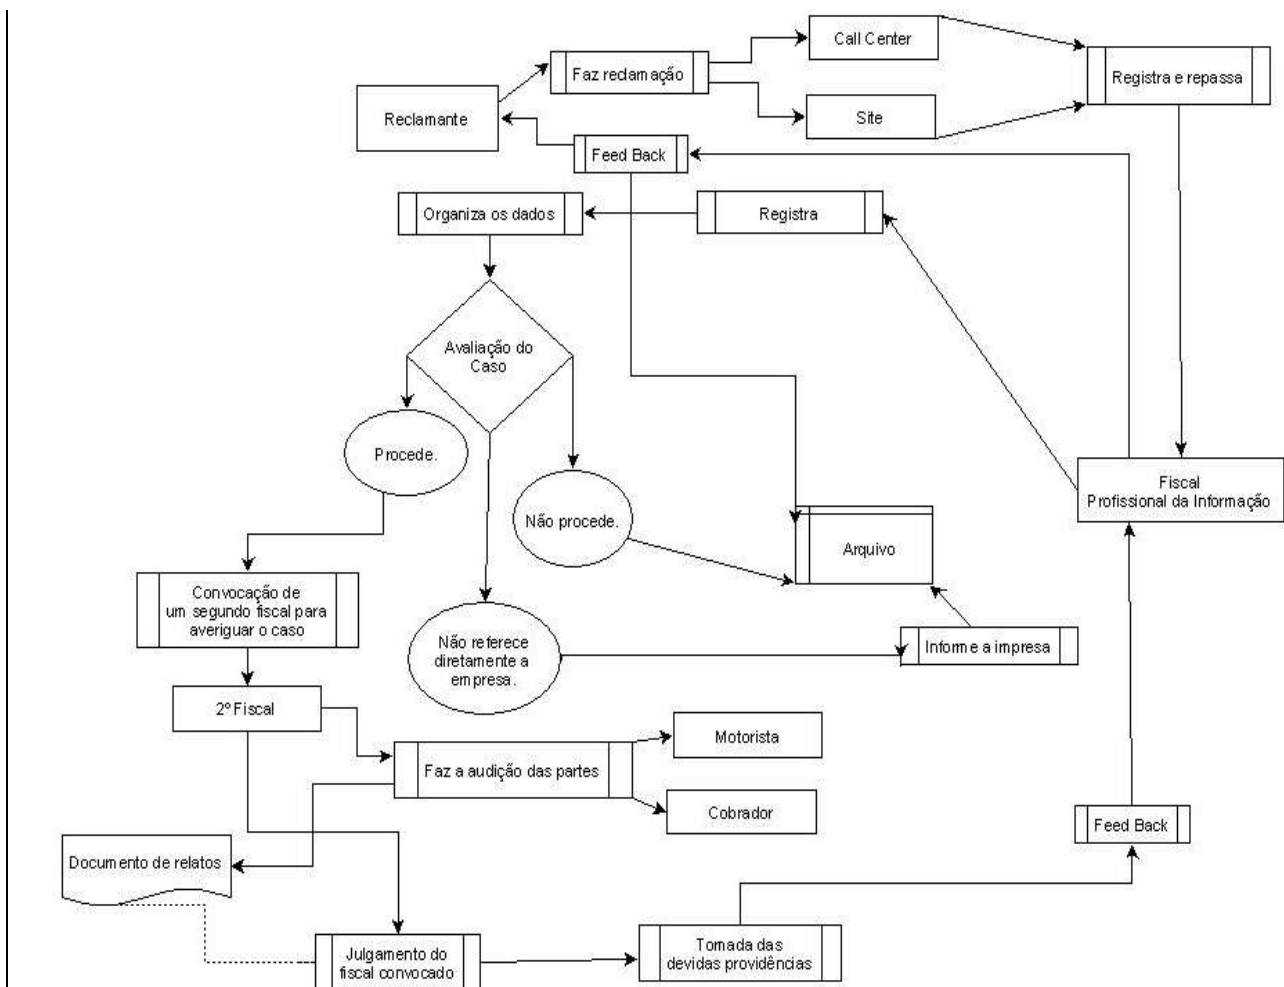 Call Center
Faz reclamação
Registra e repassa
Reclamante
Site
Feed Back
Organiza os dados
Registra
Avaliação do
Caso
Procede.
Não procede.
Fiscal
Profissional da Informação
Arquivo
Convocação de
um segundo fiscal para
averiguar o caso
Não referece
diretamente a
empresa.
Informe a impresa
2º Fiscal
Motorista
Faz a audição das partes
Cobrador
Feed Back
Documento de relatos
Julgamento do
fiscal convocado
Tomada das
devidas providências